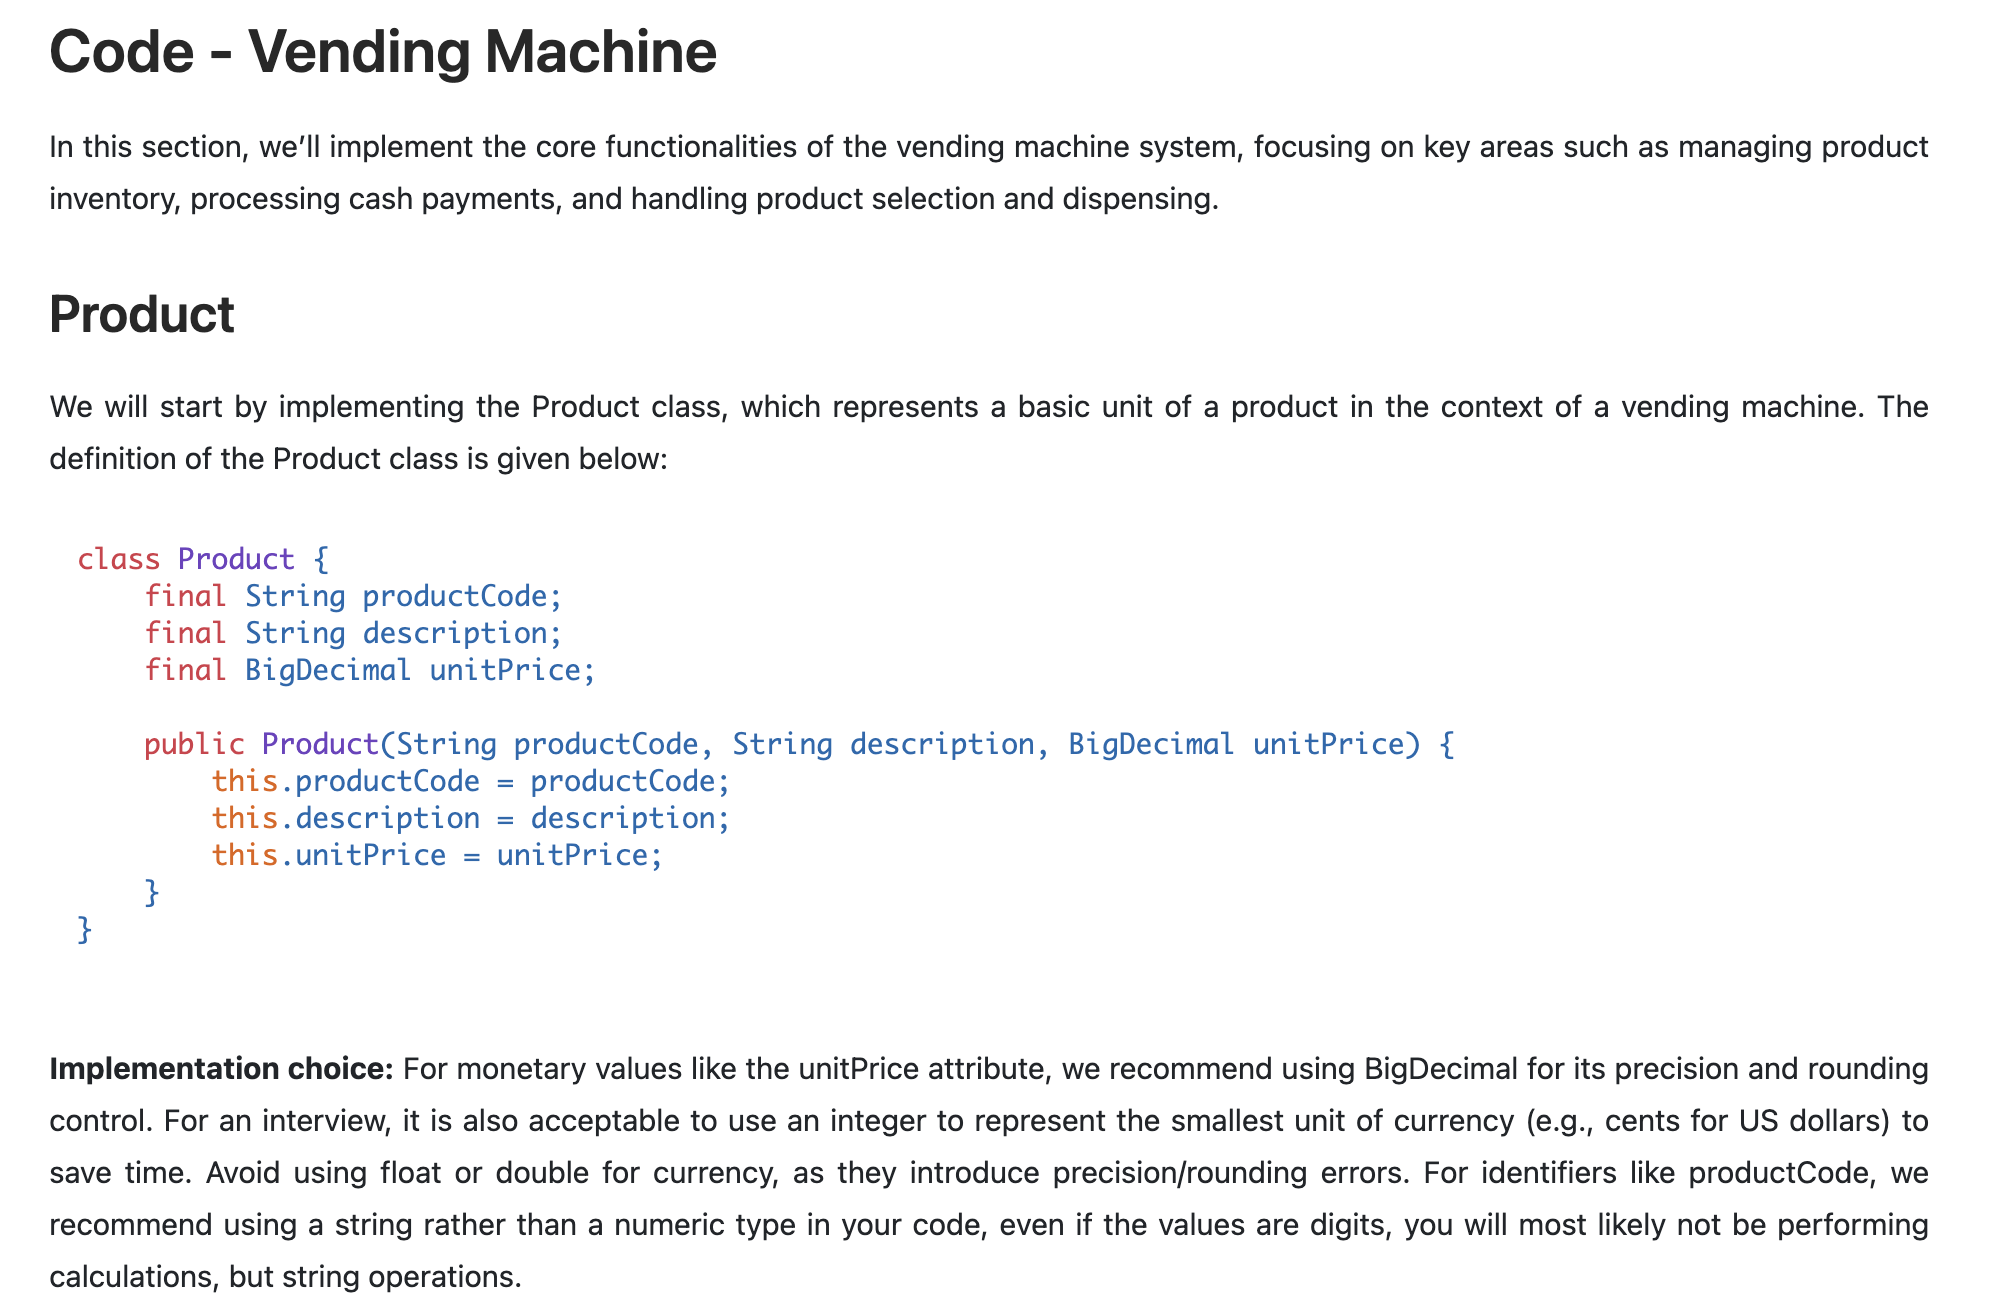 Code - Vending Machine
In this section, we’ll implement the core functionalities of the vending machine system, focusing on key areas such as managing product
inventory, processing cash payments, and handling product selection and dispensing.
Product
We will start by implementing the Product class, which represents a basic unit of a product in the context of a vending machine. The
definition of the Product class is given below:
class Product {
    final String productCode;
    final String description;
    final BigDecimal unitPrice;
    public Product(String productCode, String description, BigDecimal unitPrice) {
        this.productCode = productCode;
        this.description = description;
        this.unitPrice = unitPrice;
    }
}
Implementation choice: For monetary values like the unitPrice attribute, we recommend using BigDecimal for its precision and rounding
control. For an interview, it is also acceptable to use an integer to represent the smallest unit of currency (e.g., cents for US dollars) to
save time. Avoid using float or double for currency, as they introduce precision/rounding errors. For identifiers like productCode, we
recommend using a string rather than a numeric type in your code, even if the values are digits, you will most likely not be performing
calculations, but string operations.